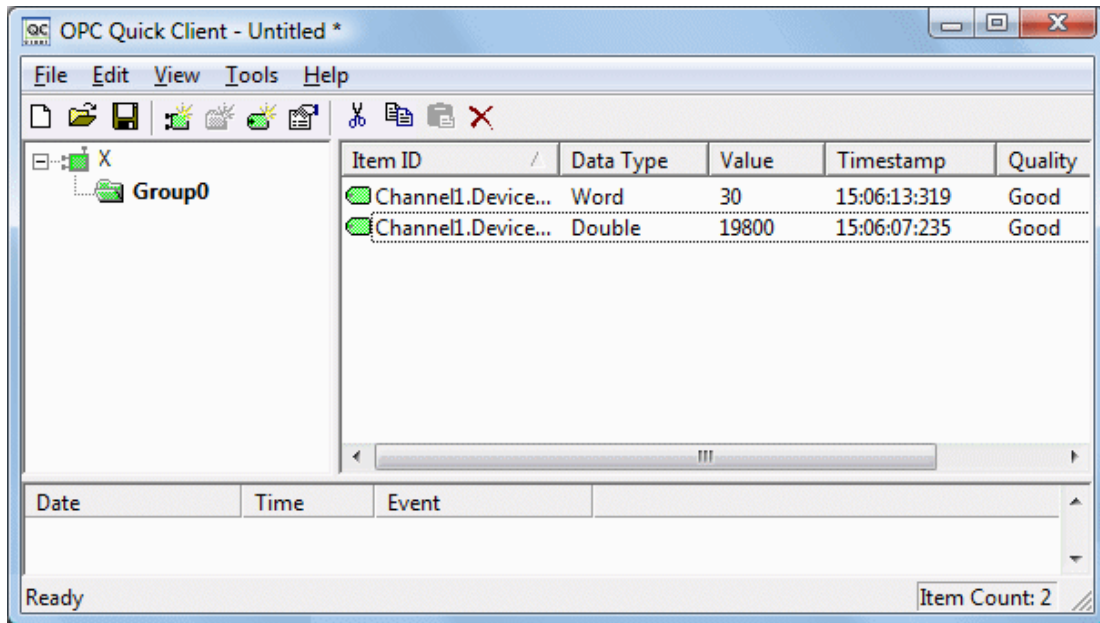 OPC Quick Client - Untitled *
File Edit View Tools Help
X
Group0
Item ID Data Type Value Timestamp Quality
Channel1.Device... Word 30 15:06:13:319 Good
Channel1.Device... Double 19800 15:06:07:235 Good
Date Time Event
Ready Item Count: 2